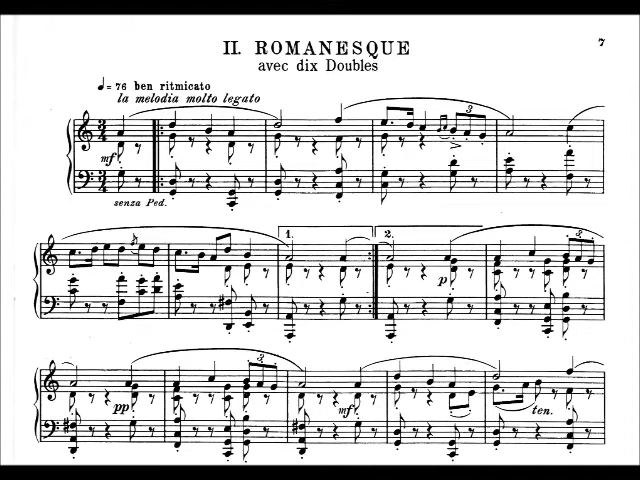 II. ROMANESQUE
7
avec dix Doubles
♩= 76 ben ritmicato
la melodia molto legato
3
mf
senza Ped.
3
1.
2.
p
3
3
pp
mf
ten.